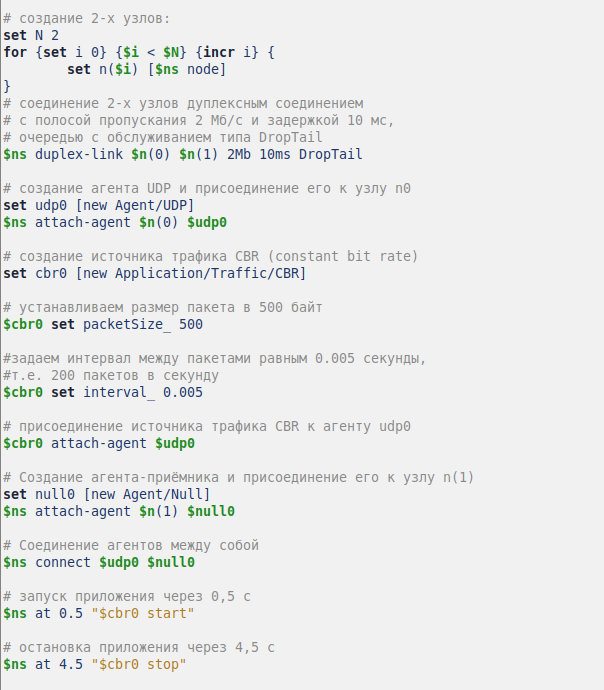 # создание 2-х узлов:
set N 2
for {set i 0} {$i < $N} {incr i} {
        set n($i) [$ns node]
}
# соединение 2-х узлов дуплексным соединением
# с полосой пропускания 2 Мб/с и задержкой 10 мс,
# очередью с обслуживанием типа DropTail
$ns duplex-link $n(0) $n(1) 2Mb 10ms DropTail

# создание агента UDP и присоединение его к узлу n0
set udp0 [new Agent/UDP]
$ns attach-agent $n(0) $udp0

# создание источника трафика CBR (constant bit rate)
set cbr0 [new Application/Traffic/CBR]

# устанавливаем размер пакета в 500 байт
$cbr0 set packetSize_ 500

#задаем интервал между пакетами равным 0.005 секунды,
#т.е. 200 пакетов в секунду
$cbr0 set interval_ 0.005

# присоединение источника трафика CBR к агенту udp0
$cbr0 attach-agent $udp0

# Создание агента-приёмника и присоединение его к узлу n(1)
set null0 [new Agent/Null]
$ns attach-agent $n(1) $null0

# Соединение агентов между собой
$ns connect $udp0 $null0

# запуск приложения через 0,5 с
$ns at 0.5 "$cbr0 start"

# остановка приложения через 4,5 с
$ns at 4.5 "$cbr0 stop"